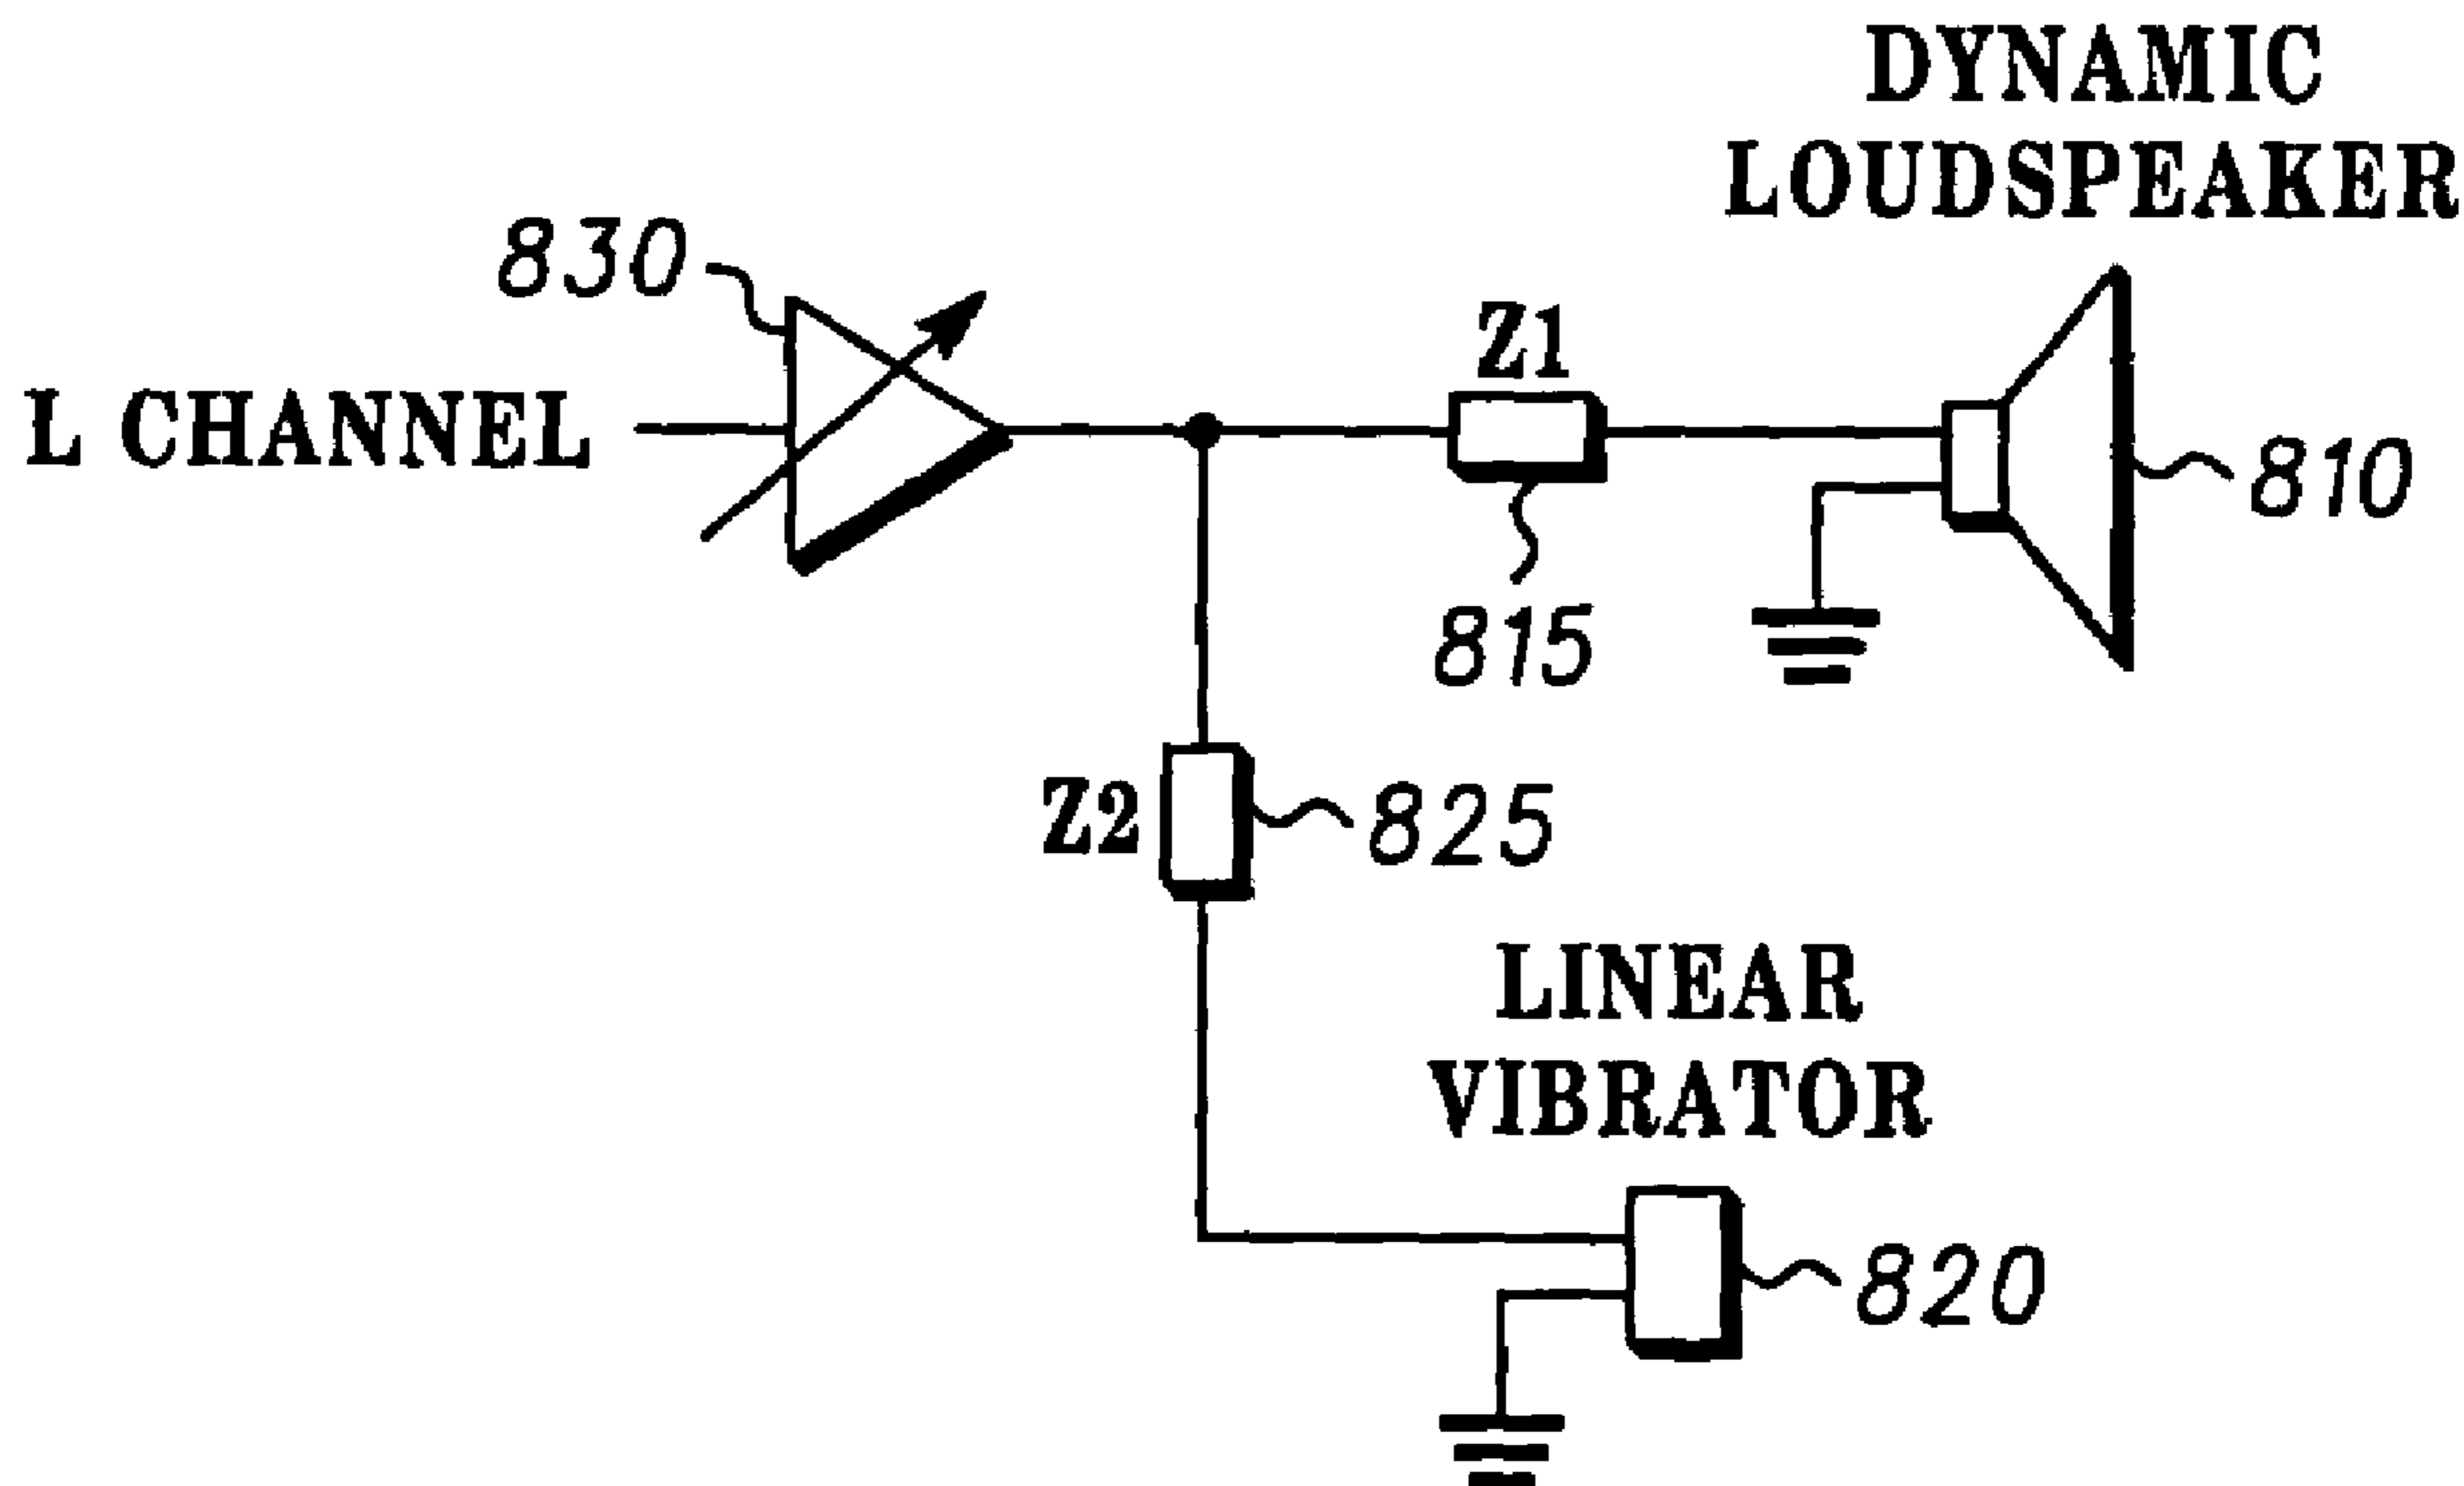 DYNAMIC
LOUDSPEAKER
830
Z1
L CHANNEL
810
815
Z2
825
LINEAR
VIBRATOR
820